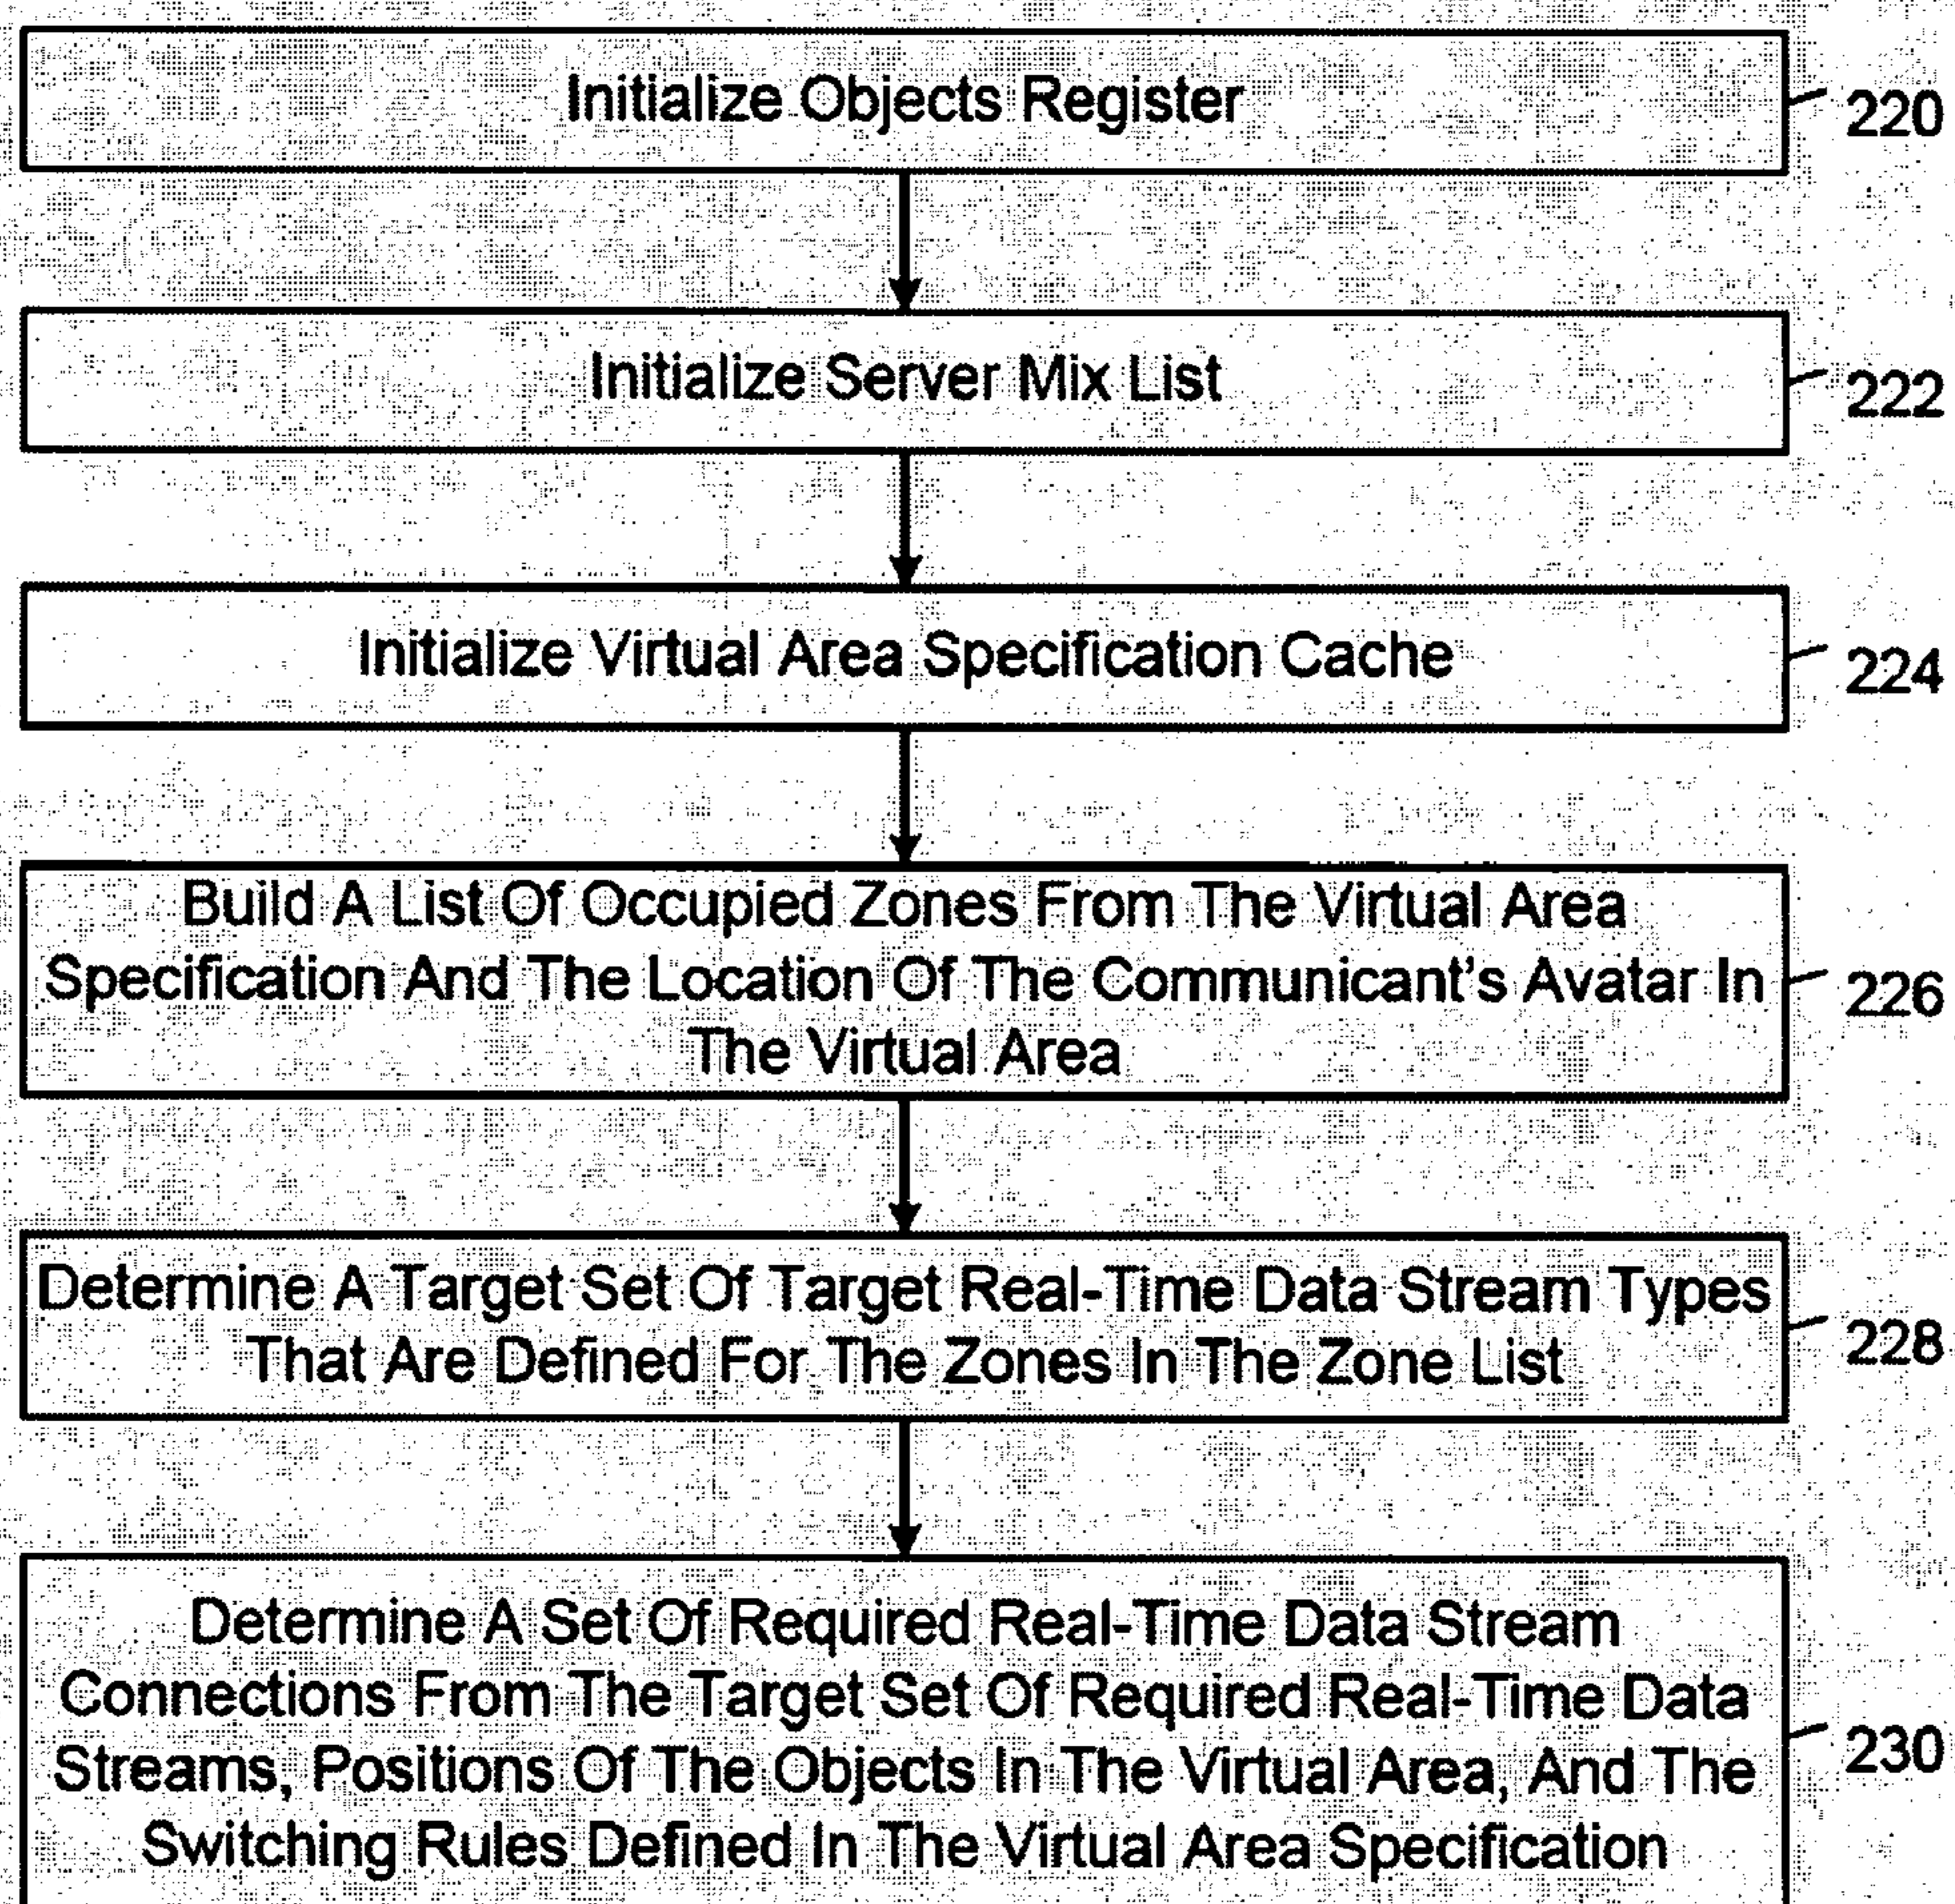 Initialize Objects Register
220
Initialize Server Mix List
222
Initialize Virtual Area Specification Cache
224
Build A List Of Occupied Zones From The Virtual Area
Specification And The Location Of The Communicant's Avatar In
The Virtual Area
226
Determine A Target Set Of Target Real-Time Data Stream Types
That Are Defined For The Zones In The Zone List
228
Determine A Set Of Required Real-Time Data Stream
Connections From The Target Set Of Required Real-Time Data
Streams, Positions Of The Objects In The Virtual Area, And The
Switching Rules Defined In The Virtual Area Specification
230